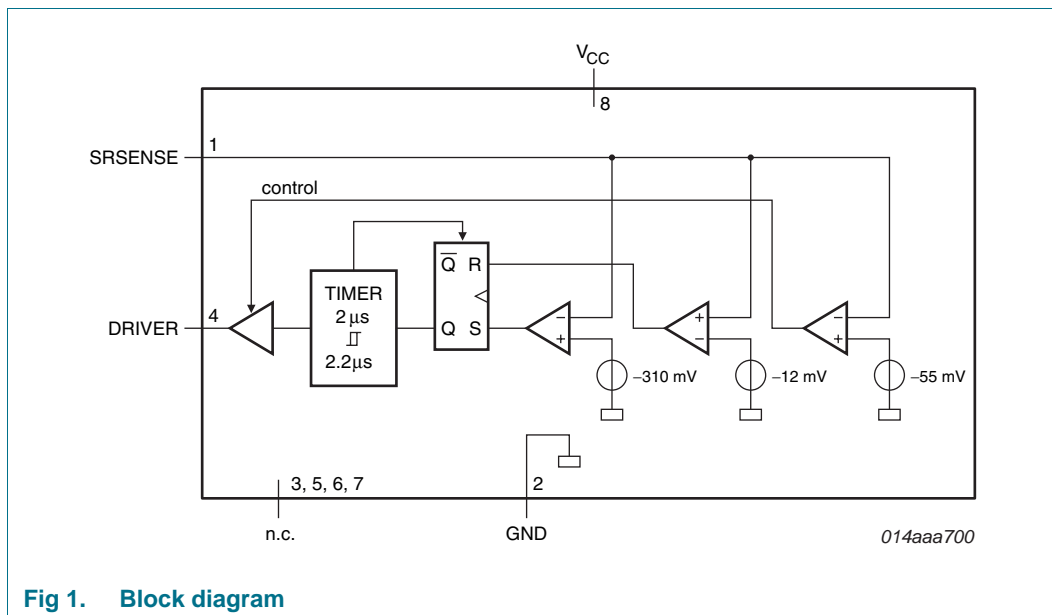 V_CC
8
SRSENSE
1
control
Q̅ R
TIMER
2 μs
2.2μs
DRIVER
4
Q S
–
+
+
–
–
+
–310 mV
–12 mV
–55 mV
3, 5, 6, 7
2
n.c.
GND
014aaa700
Fig 1. Block diagram